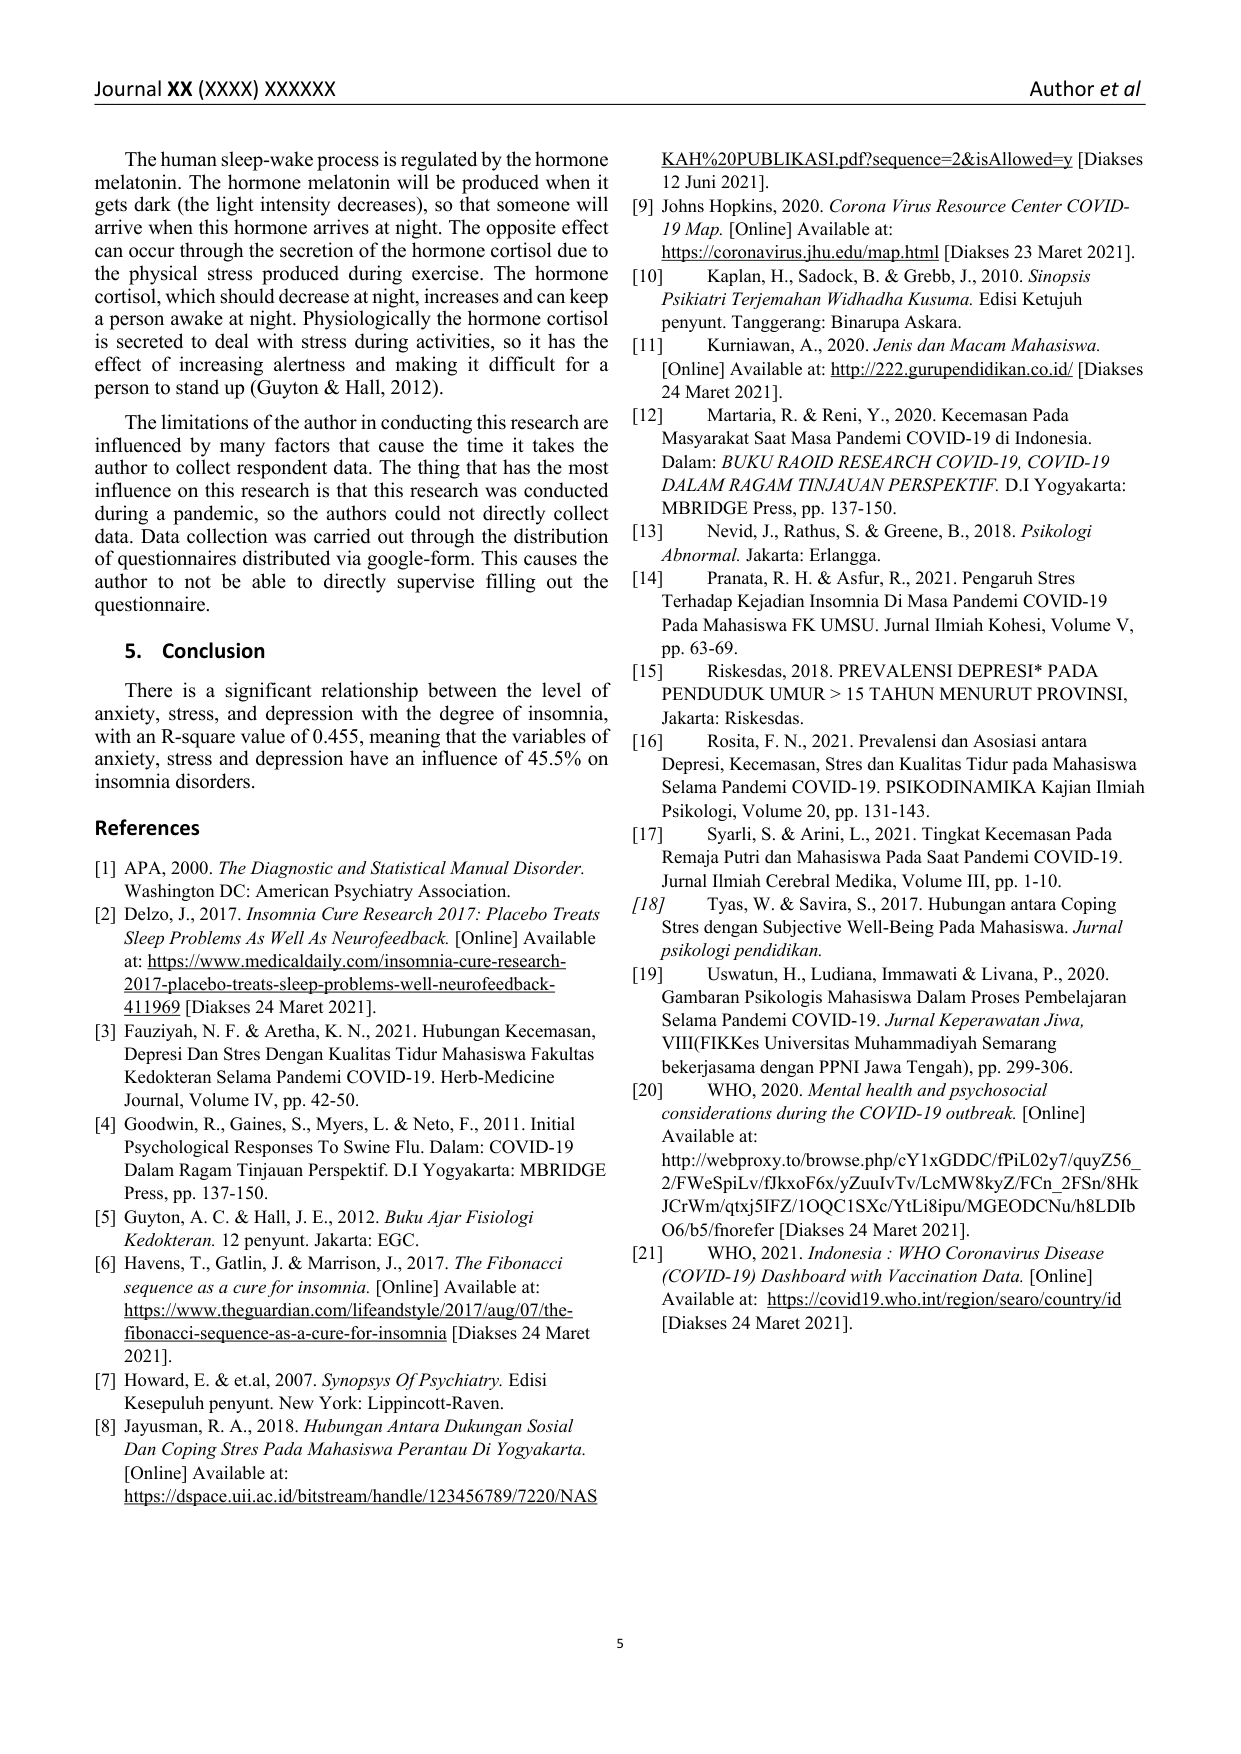 Journal XX (XXXX) XXXXXX
Author et al
The human sleep-wake process is regulated by the hormone
melatonin. The hormone melatonin will be produced when it
gets dark (the light intensity decreases), so that someone will
arrive when this hormone arrives at night. The opposite effect
can occur through the secretion of the hormone cortisol due to
the physical stress produced during exercise. The hormone
cortisol, which should decrease at night, increases and can keep
a person awake at night. Physiologically the hormone cortisol
is secreted to deal with stress during activities, so it has the
effect of increasing alertness and making it difficult for a
person to stand up (Guyton & Hall, 2012).
The limitations of the author in conducting this research are
influenced by many factors that cause the time it takes the
author to collect respondent data. The thing that has the most
influence on this research is that this research was conducted
during a pandemic, so the authors could not directly collect
data. Data collection was carried out through the distribution
of questionnaires distributed via google-form. This causes the
author to not be able to directly supervise filling out the
questionnaire.
5. Conclusion
There is a significant relationship between the level of
anxiety, stress, and depression with the degree of insomnia,
with an R-square value of 0.455, meaning that the variables of
anxiety, stress and depression have an influence of 45.5% on
insomnia disorders.
References
[1] APA, 2000. The Diagnostic and Statistical Manual Disorder.
Washington DC: American Psychiatry Association.
[2] Delzo, J., 2017. Insomnia Cure Research 2017: Placebo Treats
Sleep Problems As Well As Neurofeedback. [Online] Available
at: https://www.medicaldaily.com/insomnia-cure-research-
2017-placebo-treats-sleep-problems-well-neurofeedback-
411969 [Diakses 24 Maret 2021].
[3] Fauziyah, N. F. & Aretha, K. N., 2021. Hubungan Kecemasan,
Depresi Dan Stres Dengan Kualitas Tidur Mahasiswa Fakultas
Kedokteran Selama Pandemi COVID-19. Herb-Medicine
Journal, Volume IV, pp. 42-50.
[4] Goodwin, R., Gaines, S., Myers, L. & Neto, F., 2011. Initial
Psychological Responses To Swine Flu. Dalam: COVID-19
Dalam Ragam Tinjauan Perspektif. D.I Yogyakarta: MBRIDGE
Press, pp. 137-150.
[5] Guyton, A. C. & Hall, J. E., 2012. Buku Ajar Fisiologi
Kedokteran. 12 penyunt. Jakarta: EGC.
[6] Havens, T., Gatlin, J. & Marrison, J., 2017. The Fibonacci
sequence as a cure for insomnia. [Online] Available at:
https://www.theguardian.com/lifeandstyle/2017/aug/07/the-
fibonacci-sequence-as-a-cure-for-insomnia [Diakses 24 Maret
2021].
[7] Howard, E. & et.al, 2007. Synopsys Of Psychiatry. Edisi
Kesepuluh penyunt. New York: Lippincott-Raven.
[8] Jayusman, R. A., 2018. Hubungan Antara Dukungan Sosial
Dan Coping Stres Pada Mahasiswa Perantau Di Yogyakarta.
[Online] Available at:
https://dspace.uii.ac.id/bitstream/handle/123456789/7220/NAS
KAH%20PUBLIKASI.pdf?sequence=2&isAllowed=y [Diakses
12 Juni 2021].
[9] Johns Hopkins, 2020. Corona Virus Resource Center COVID-
19 Map. [Online] Available at:
https://coronavirus.jhu.edu/map.html [Diakses 23 Maret 2021].
[10] Kaplan, H., Sadock, B. & Grebb, J., 2010. Sinopsis
Psikiatri Terjemahan Widhadha Kusuma. Edisi Ketujuh
penyunt. Tanggerang: Binarupa Askara.
[11] Kurniawan, A., 2020. Jenis dan Macam Mahasiswa.
[Online] Available at: http://222.gurupendidikan.co.id/ [Diakses
24 Maret 2021].
[12] Martaria, R. & Reni, Y., 2020. Kecemasan Pada
Masyarakat Saat Masa Pandemi COVID-19 di Indonesia.
Dalam: BUKU RAOID RESEARCH COVID-19, COVID-19
DALAM RAGAM TINJAUAN PERSPEKTIF. D.I Yogyakarta:
MBRIDGE Press, pp. 137-150.
[13] Nevid, J., Rathus, S. & Greene, B., 2018. Psikologi
Abnormal. Jakarta: Erlangga.
[14] Pranata, R. H. & Asfur, R., 2021. Pengaruh Stres
Terhadap Kejadian Insomnia Di Masa Pandemi COVID-19
Pada Mahasiswa FK UMSU. Jurnal Ilmiah Kohesi, Volume V,
pp. 63-69.
[15] Riskesdas, 2018. PREVALENSI DEPRESI* PADA
PENDUDUK UMUR > 15 TAHUN MENURUT PROVINSI,
Jakarta: Riskesdas.
[16] Rosita, F. N., 2021. Prevalensi dan Asosiasi antara
Depresi, Kecemasan, Stres dan Kualitas Tidur pada Mahasiswa
Selama Pandemi COVID-19. PSIKODINAMIKA Kajian Ilmiah
Psikologi, Volume 20, pp. 131-143.
[17] Syarli, S. & Arini, L., 2021. Tingkat Kecemasan Pada
Remaja Putri dan Mahasiswa Pada Saat Pandemi COVID-19.
Jurnal Ilmiah Cerebral Medika, Volume III, pp. 1-10.
[18] Tyas, W. & Savira, S., 2017. Hubungan antara Coping
Stres dengan Subjective Well-Being Pada Mahasiswa. Jurnal
psikologi pendidikan.
[19] Uswatun, H., Ludiana, Immawati & Livana, P., 2020.
Gambaran Psikologis Mahasiswa Dalam Proses Pembelajaran
Selama Pandemi COVID-19. Jurnal Keperawatan Jiwa,
VIII(FIKKes Universitas Muhammadiyah Semarang
bekerjasama dengan PPNI Jawa Tengah), pp. 299-306.
[20] WHO, 2020. Mental health and psychosocial
considerations during the COVID-19 outbreak. [Online]
Available at:
http://webproxy.to/browse.php/cY1xGDDC/fPiL02y7/quyZ56_
2/FWeSpiLv/fJkxoF6x/yZuuIvTv/LcMW8kyZ/FCn_2FSn/8Hk
JCrWm/qtxj5IFZ/1OQC1SXc/YtLi8ipu/MGEODCNu/h8LDIb
O6/b5/fnorefer [Diakses 24 Maret 2021].
[21] WHO, 2021. Indonesia : WHO Coronavirus Disease
(COVID-19) Dashboard with Vaccination Data. [Online]
Available at: https://covid19.who.int/region/searo/country/id
[Diakses 24 Maret 2021].
5